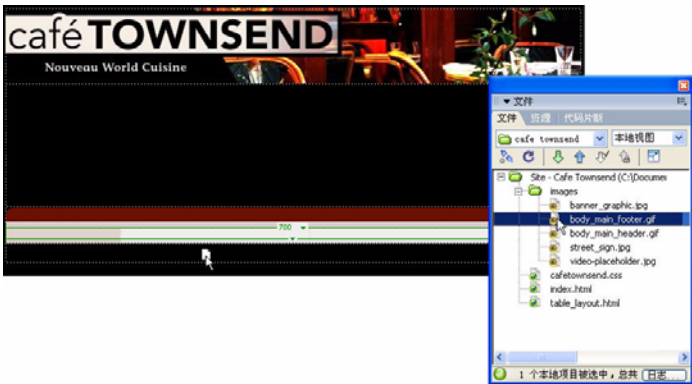 café TOWNSEND
Nouveau World Cuisine
700
文件
文件 资源 代码片断
cafe townsend 本地视图
Site - Cafe Townsend (C:\Documer
images
banner_graphic.jpg
body_main_footer.gif
body_main_header.gif
street_sign.jpg
video-placeholder.jpg
cafetownsend.css
index.html
table_layout.html
1 个本地项目被选中，总共 日志...